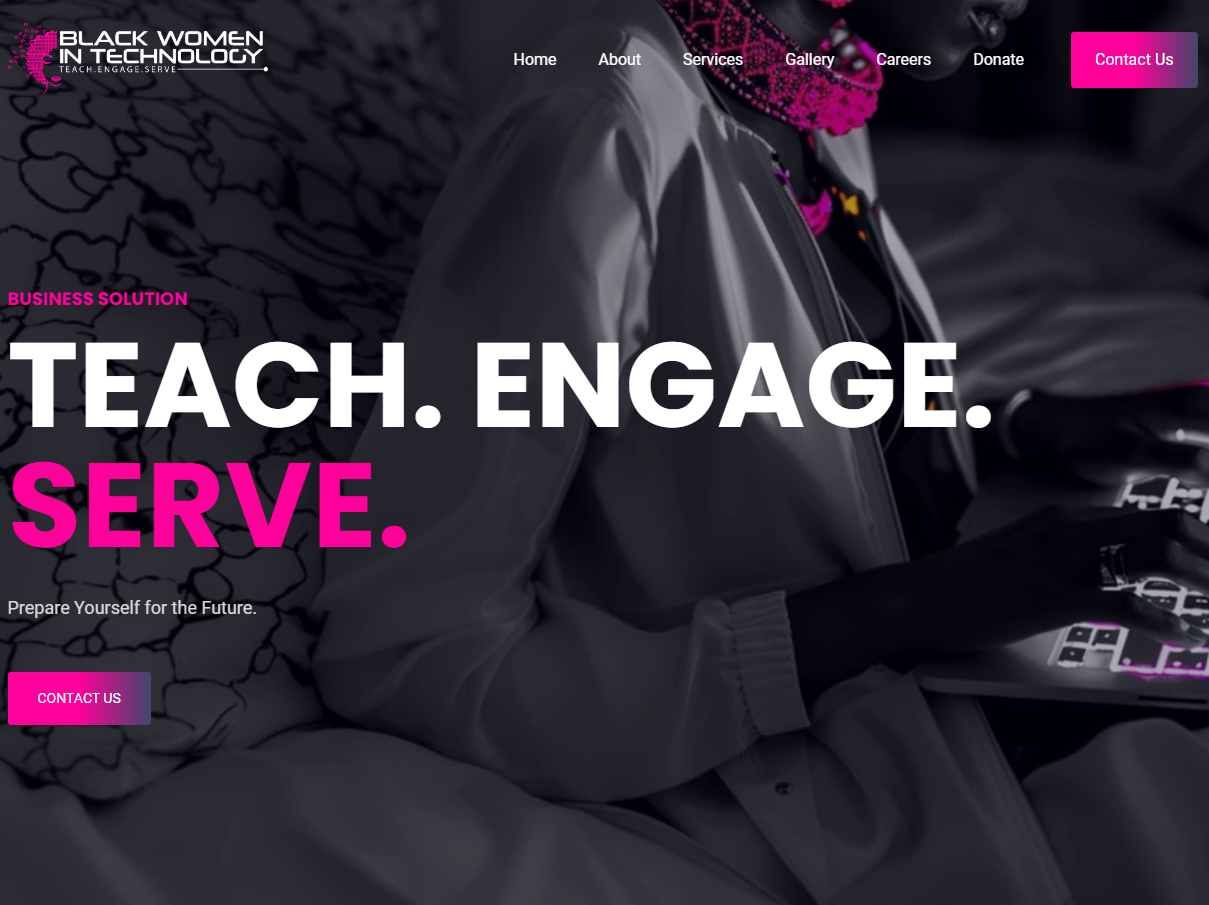 BLACK WOMEN
IN TECHNOLOGY
TEACH.ENGAGE.SERVE
Home About Services Gallery Careers Donate Contact Us
BUSINESS SOLUTION
TEACH. ENGAGE.
SERVE.
Prepare Yourself for the Future.
CONTACT US